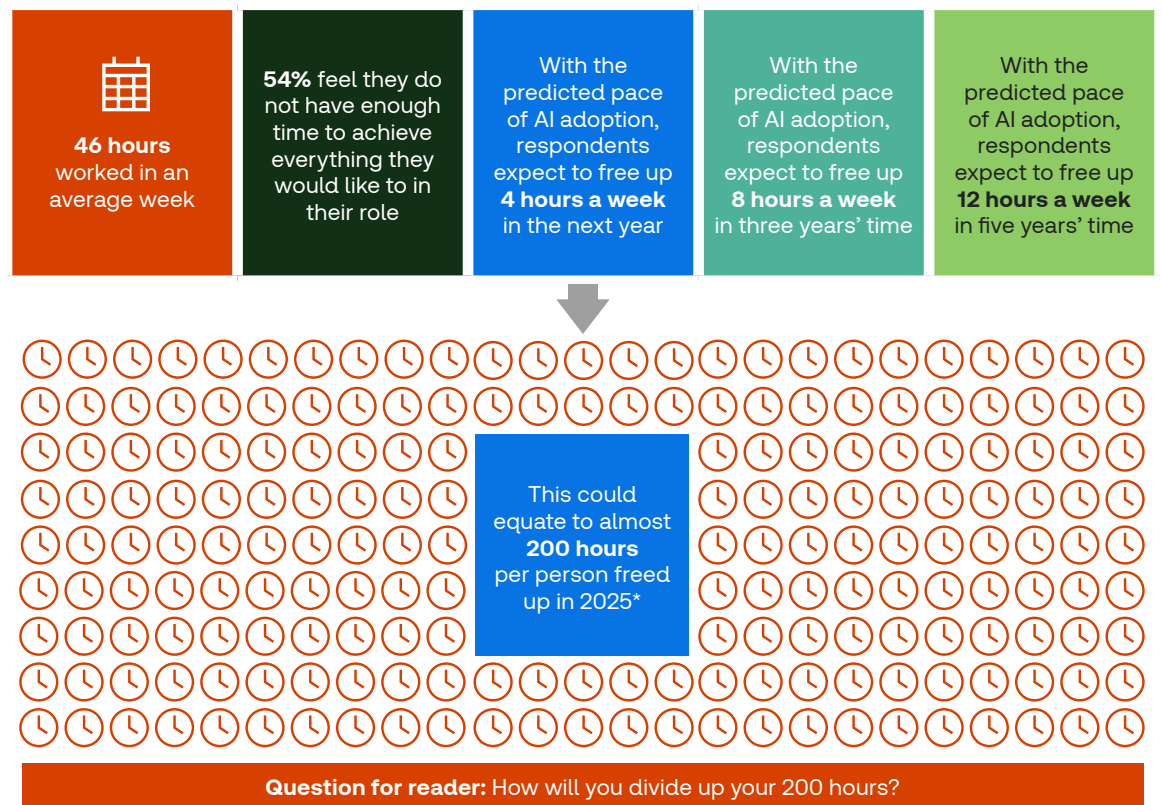 46 hours
worked in an
average week
54% feel they do
not have enough
time to achieve
everything they
would like to in
their role
With the
predicted pace
of AI adoption,
respondents
expect to free up
4 hours a week
in the next year
With the
predicted pace
of AI adoption,
respondents
expect to free up
8 hours a week
in three years’ time
With the
predicted pace
of AI adoption,
respondents
expect to free up
12 hours a week
in five years’ time
This could
equate to almost
200 hours
per person freed
up in 2025*
Question for reader: How will you divide up your 200 hours?